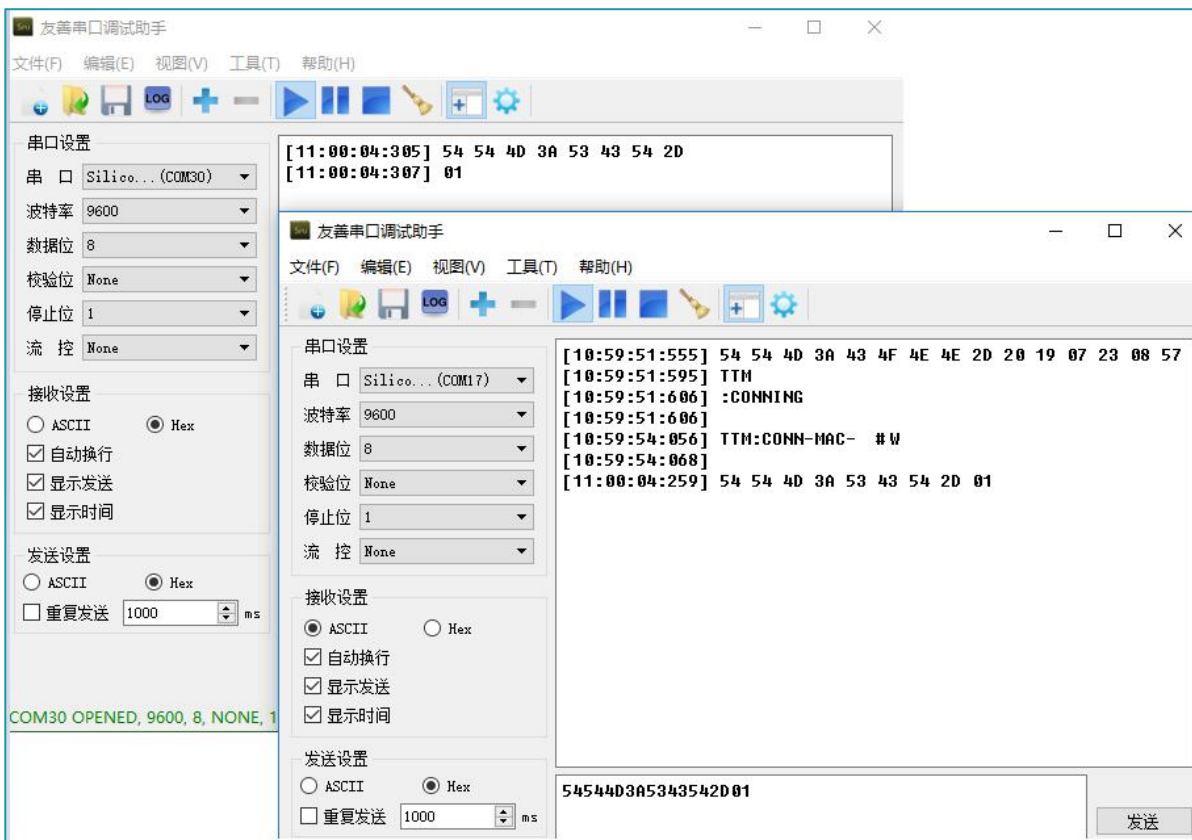 友善串口调试助手
文件(F) 编辑(E) 视图(V) 工具(T) 帮助(H)
LOG
串口设置
串 口 Silico...(COM30)
波特率 9600
数据位 8
校验位 None
停止位 1
流 控 None
接收设置
ASCII Hex
自动换行
显示发送
显示时间
发送设置
ASCII Hex
重复发送 1000 ms
COM30 OPENED, 9600, 8, NONE, 1
[11:00:04:305] 54 54 4D 3A 53 43 54 2D
[11:00:04:307] 01
友善串口调试助手
文件(F) 编辑(E) 视图(V) 工具(T) 帮助(H)
LOG
串口设置
串 口 Silico...(COM17)
波特率 9600
数据位 8
校验位 None
停止位 1
流 控 None
接收设置
ASCII Hex
自动换行
显示发送
显示时间
发送设置
ASCII Hex
重复发送 1000 ms
[10:59:51:555] 54 54 4D 3A 43 4F 4E 4E 2D 20 19 07 23 08 57
[10:59:51:595] TTM
[10:59:51:606] :CONNING
[10:59:51:606]
[10:59:54:056] TTM:CONN-MAC- #W
[10:59:54:068]
[11:00:04:259] 54 54 4D 3A 53 43 54 2D 01
54544D3A5343542D01
发送